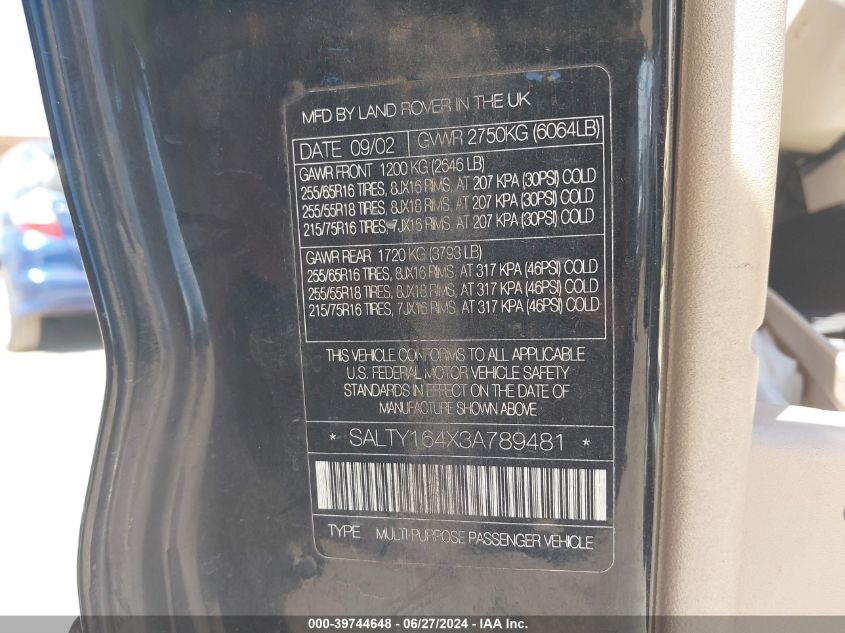 MFD BY LAND ROVER IN THE UK
DATE 09/02 GVWR 2750KG (6064LB)
GAWR FRONT 1200 KG (2646 LB)
255/65R16 TIRES, 8JX16 RIMS, AT 207 KPA (30PSI) COLD
255/55R18 TIRES, 8JX18 RIMS, AT 207 KPA (30PSI) COLD
215/75R16 TIRES, 7JX16 RIMS, AT 207 KPA (30PSI) COLD
GAWR REAR 1720 KG (3793 LB)
255/65R16 TIRES, 8JX16 RIMS, AT 317 KPA (46PSI) COLD
255/55R18 TIRES, 8JX18 RIMS, AT 317 KPA (46PSI) COLD
215/75R16 TIRES, 7JX16 RIMS, AT 317 KPA (46PSI) COLD
THIS VEHICLE CONFORMS TO ALL APPLICABLE
U.S. FEDERAL MOTOR VEHICLE SAFETY
STANDARDS IN EFFECT ON THE DATE OF
MANUFACTURE SHOWN ABOVE
* SALTY164X3A789481 *
TYPE MULTI-PURPOSE PASSENGER VEHICLE
000-39744648 - 06/27/2024 - IAA Inc.